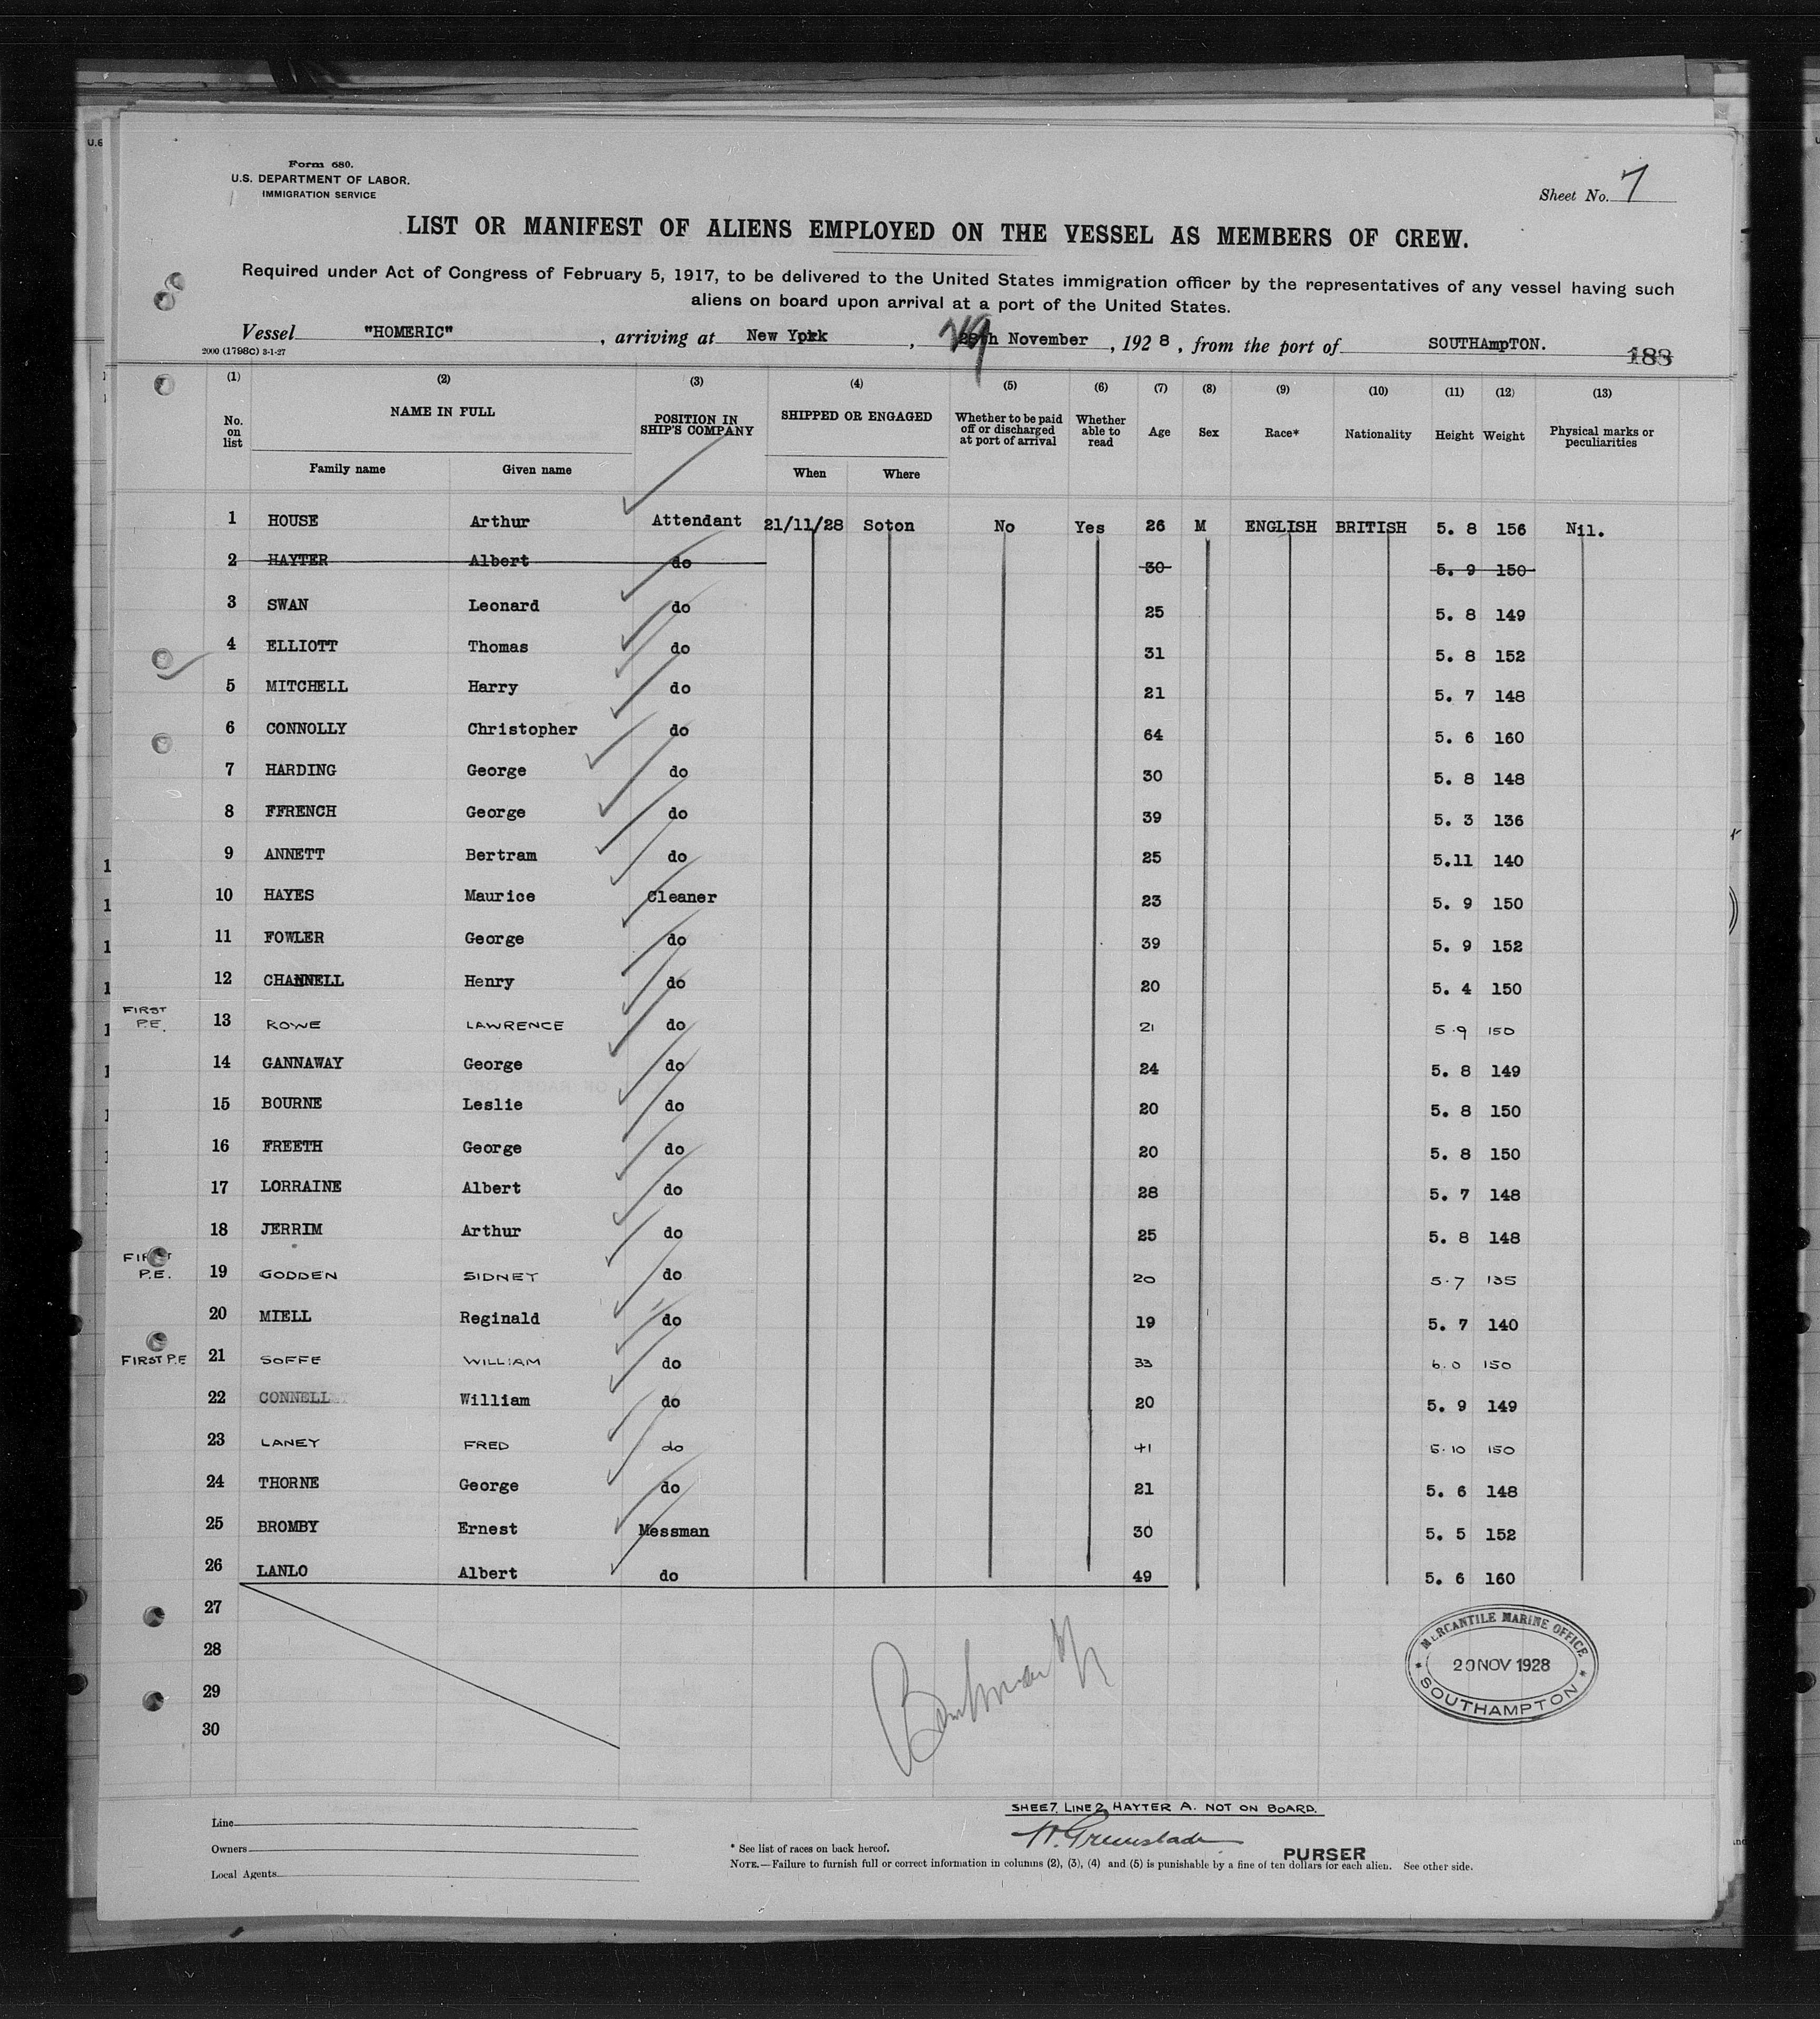 Form 680.
U.S. DEPARTMENT OF LABOR.
IMMIGRATION SERVICE
Sheet No. 7
LIST OR MANIFEST OF ALIENS EMPLOYED ON THE VESSEL AS MEMBERS OF CREW.
Required under Act of Congress of February 5, 1917, to be delivered to the United States immigration officer by the representatives of any vessel having such
aliens on board upon arrival at a port of the United States.
Vessel "HOMERIC", arriving at New York, 29th November, 1928, from the port of SOUTHAmpTON.
2000 (1798C) 3-1-27
188
(1) (2) (3) (4) (5) (6) (7) (8) (9) (10) (11) (12) (13)
No. on list NAME IN FULL POSITION IN SHIP'S COMPANY SHIPPED OR ENGAGED Whether to be paid off or discharged at port of arrival Whether able to read Age Sex Race* Nationality Height Weight Physical marks or peculiarities
Family name Given name When Where
1 HOUSE Arthur Attendant 21/11/28 Soton No Yes 26 M ENGLISH BRITISH 5. 8 156 Nil.
2 HAYTER Albert do 30 5. 9 150
3 SWAN Leonard do 25 5. 8 149
4 ELLIOTT Thomas do 31 5. 8 152
5 MITCHELL Harry do 21 5. 7 148
6 CONNOLLY Christopher do 64 5. 6 160
7 HARDING George do 30 5. 8 148
8 FFRENCH George do 39 5. 3 136
9 ANNETT Bertram do 25 5.11 140
10 HAYES Maurice Cleaner 23 5. 9 150
11 FOWLER George do 39 5. 9 152
12 CHANNELL Henry do 20 5. 4 150
FIRST P.E. 13 ROWE LAWRENCE do 21 5.9 150
14 GANNAWAY George do 24 5. 8 149
15 BOURNE Leslie do 20 5. 8 150
16 FREETH George do 20 5. 8 150
17 LORRAINE Albert do 28 5. 7 148
18 JERRIM Arthur do 25 5. 8 148
FIRST P.E. 19 GODDEN SIDNEY do 20 5.7 135
20 MIELL Reginald do 19 5. 7 140
FIRST P.E 21 SOFFE WILLIAM do 33 6.0 150
22 CONNELL William do 20 5. 9 149
23 LANEY FRED do 41 5.10 150
24 THORNE George do 21 5. 6 148
25 BROMBY Ernest Messman 30 5. 5 152
26 LANLO Albert do 49 5. 6 160
27
28
29
30
MERCANTILE MARINE OFFICE
20 NOV 1928
SOUTHAMPTON
SHEET 7. LINE 2. HAYTER A. NOT ON BOARD.
Line
Owners
Local Agents
PURSER
* See list of races on back hereof.
NOTE.—Failure to furnish full or correct information in columns (2), (3), (4) and (5) is punishable by a fine of ten dollars for each alien. See other side.